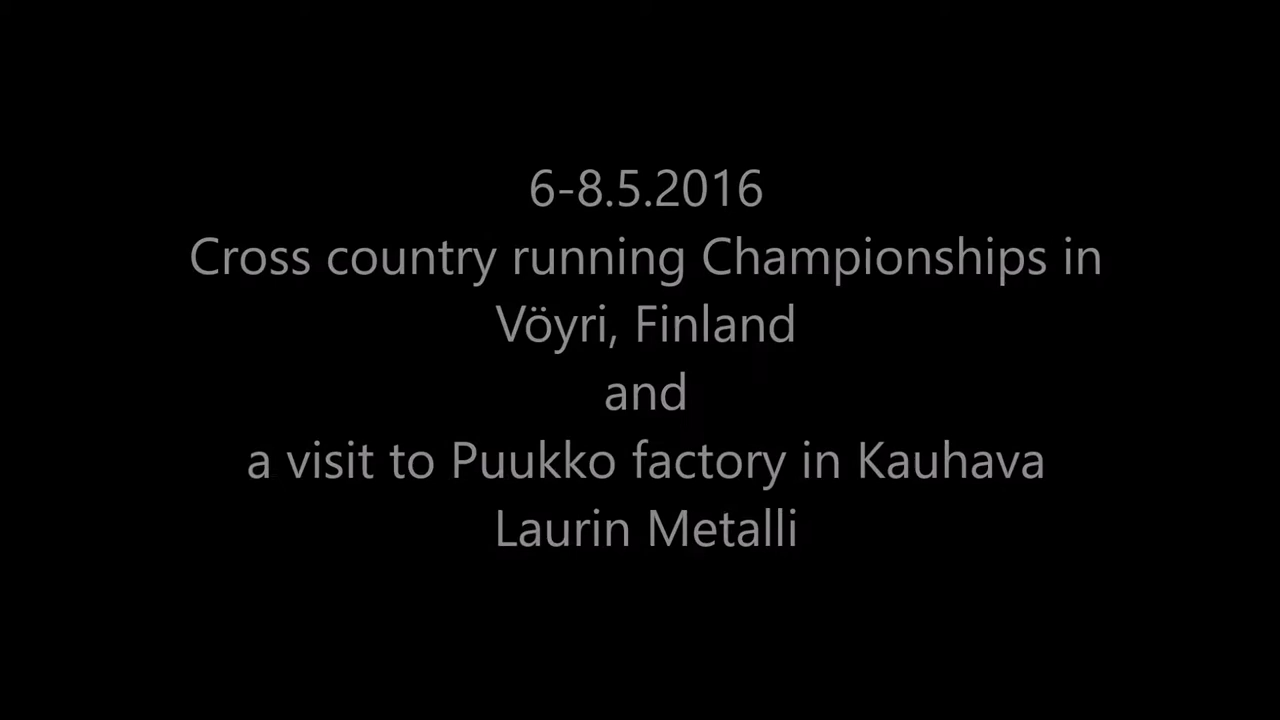 6-8.5.2016
Cross country running Championships in
Vöyri, Finland
and
a visit to Puukko factory in Kauhava
Laurin Metalli